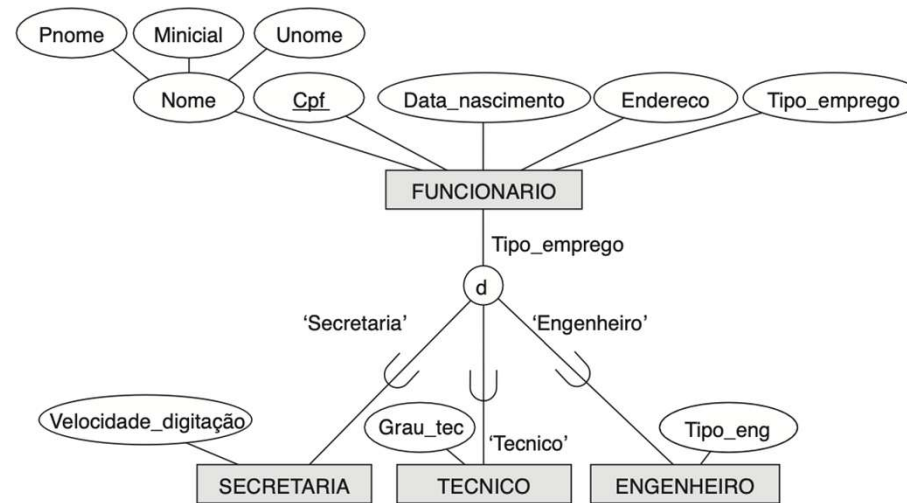 Pnome Minicial Unome
Nome Cpf Data_nascimento Endereco Tipo_emprego
FUNCIONARIO
Tipo_emprego
d
‘Secretaria’ ‘Engenheiro’
Velocidade_digitação Grau_tec ‘Tecnico’ Tipo_eng
SECRETARIA TECNICO ENGENHEIRO